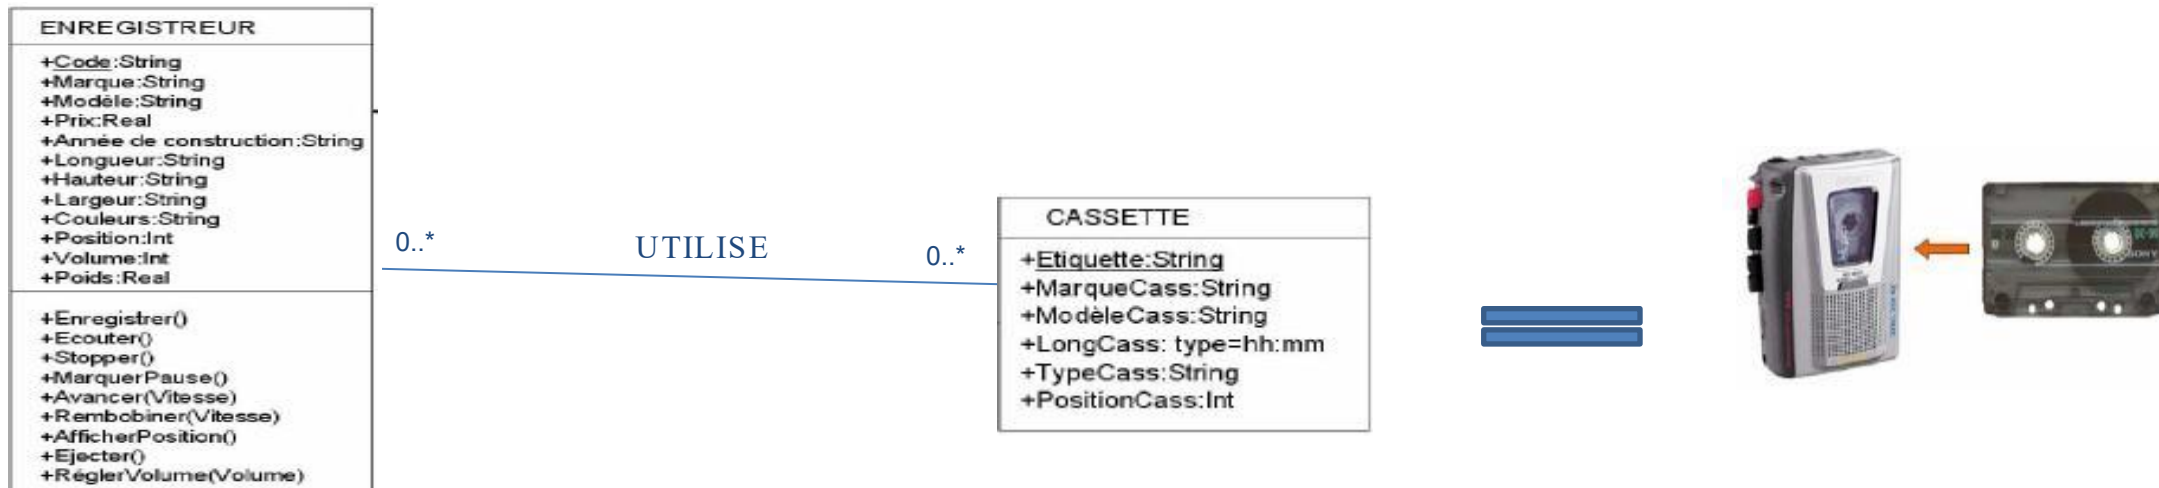 ENREGISTREUR
+Code:String
+Marque:String
+Modèle:String
+Prix:Real
+Année de construction:String
+Longueur:String
+Hauteur:String
+Largeur:String
+Couleurs:String
+Position:Int
+Volume:Int
+Poids:Real
+Enregistrer()
+Ecouter()
+Stopper()
+MarquerPause()
+Avancer(Vitesse)
+Rembobiner(Vitesse)
+AfficherPosition()
+Ejecter()
+RéglerVolume(Volume)
0..*
UTILISE
0..*
CASSETTE
+Etiquette:String
+MarqueCass:String
+ModèleCass:String
+LongCass: type=hh:mm
+TypeCass:String
+PositionCass:Int
SONY